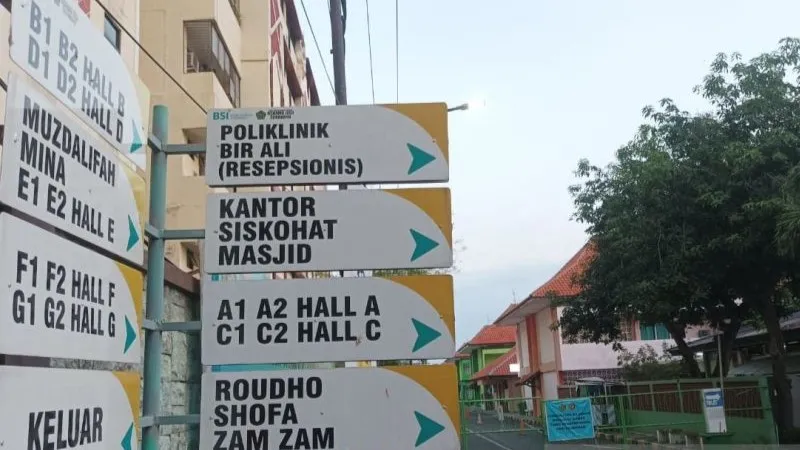 B1 B2 HALL B
D1 D2 HALL D
MUZDALIFAH
MINA
E1 E2 HALL E
F1 F2 HALL F
G1 G2 HALL G
KELUAR
BSI
POLIKLINIK
BIR ALI
(RESEPSIONIS)
KANTOR
SISKOHAT
MASJID
A1 A2 HALL A
C1 C2 HALL C
ROUDHO
SHOFA
ZAM ZAM